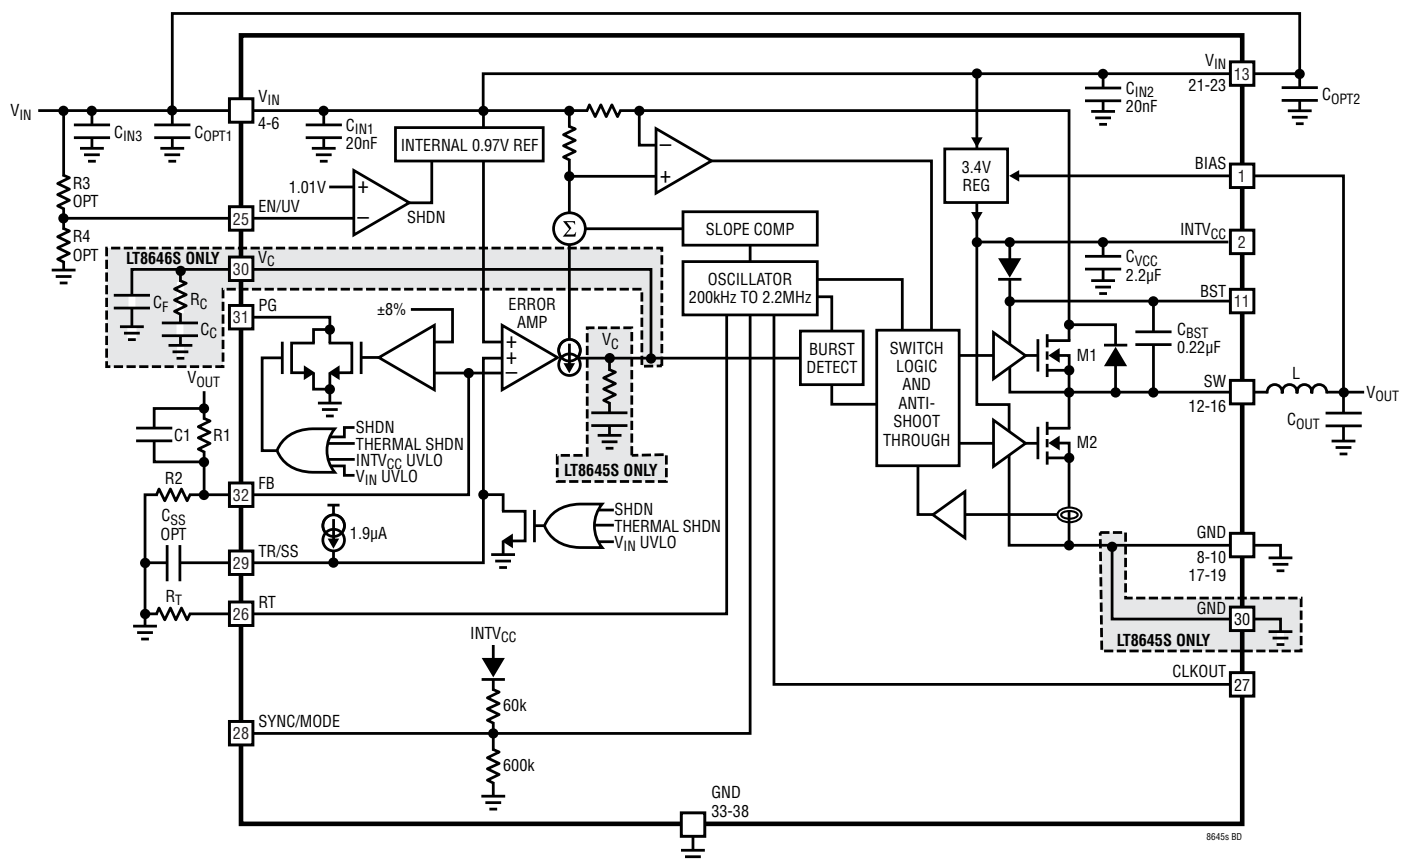 VIN
CIN3
COPT1
VIN
4-6
CIN1
20nF
INTERNAL 0.97V REF
−
+
VIN
21-23
13
CIN2
20nF
COPT2
3.4V
REG
BIAS
1
R3
OPT
1.01V
+
−
SHDN
EN/UV
25
R4
OPT
Σ
SLOPE COMP
INTVCC
2
CVCC
2.2µF
LT8646S ONLY
VC
30
CF
RC
CC
OSCILLATOR
200kHz TO 2.2MHz
BST
11
CBST
0.22µF
PG
31
±8%
ERROR
AMP
+
+
−
VC
LT8645S ONLY
BURST
DETECT
SWITCH
LOGIC
AND
ANTI-
SHOOT
THROUGH
M1
M2
SW
12-16
L
VOUT
COUT
VOUT
C1
R1
SHDN
THERMAL SHDN
INTVCC UVLO
VIN UVLO
R2
FB
32
CSS
OPT
1.9µA
SHDN
THERMAL SHDN
VIN UVLO
TR/SS
29
GND
8-10
17-19
RT
RT
26
GND
30
LT8645S ONLY
INTVCC
60k
CLKOUT
27
SYNC/MODE
28
600k
GND
33-38
8645s BD